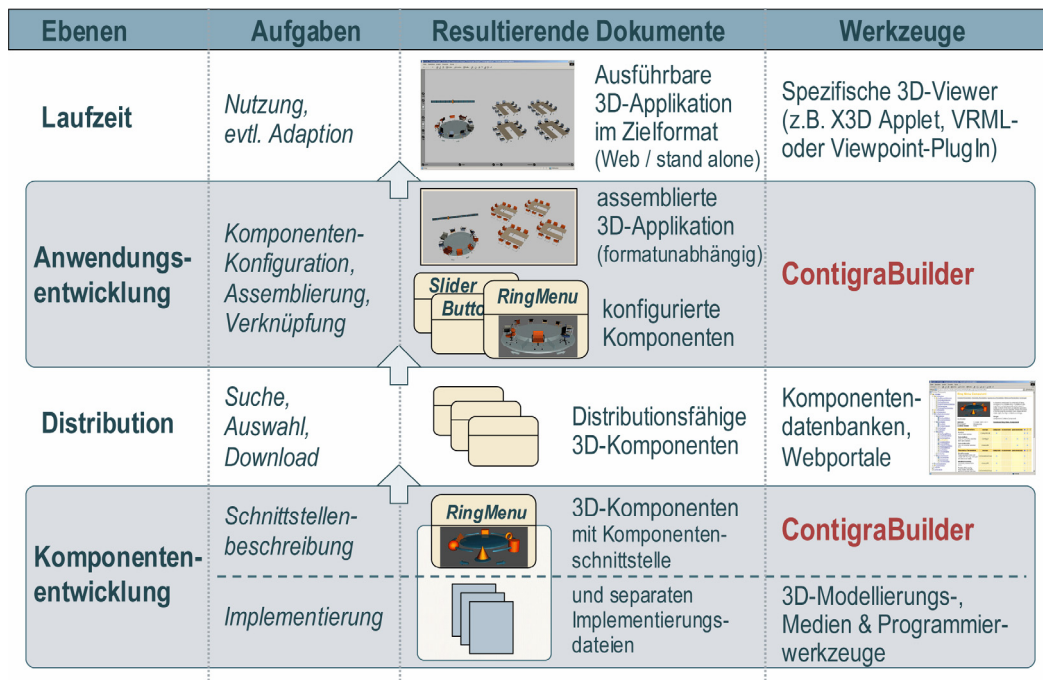 Ebenen
Aufgaben
Resultierende Dokumente
Werkzeuge
Laufzeit
Nutzung,
evtl. Adaption
Ausführbare
3D-Applikation
im Zielformat
(Web / stand alone)
Spezifische 3D-Viewer
(z.B. X3D Applet, VRML-
oder Viewpoint-PlugIn)
Anwendungs-
entwicklung
Komponenten-
Konfiguration,
Assemblierung,
Verknüpfung
assemblierte
3D-Applikation
(formatunabhängig)
Slider
Butto
RingMenu
konfigurierte
Komponenten
ContigraBuilder
Distribution
Suche,
Auswahl,
Download
Distributionsfähige
3D-Komponenten
Komponenten-
datenbanken,
Webportale
Komponenten-
entwicklung
Schnittstellen-
beschreibung
RingMenu
3D-Komponenten
mit Komponenten-
schnittstelle
ContigraBuilder
Implementierung
und separaten
Implementierungs-
dateien
3D-Modellierungs-,
Medien & Programmier-
werkzeuge